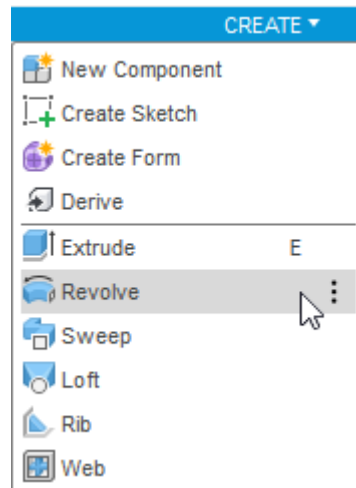 CREATE ▼
New Component
Create Sketch
Create Form
Derive
Extrude E
Revolve
Sweep
Loft
Rib
Web